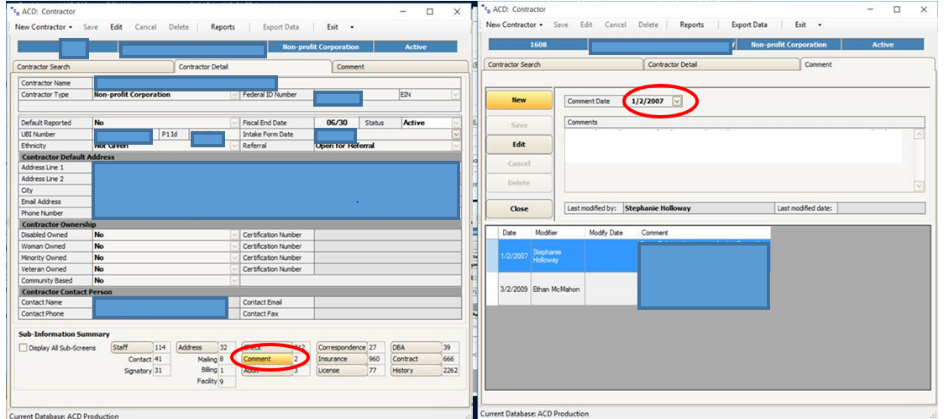 ACD: Contractor
New Contractor Save Edit Cancel Delete Reports Export Data Exit
Non-profit Corporation Active
Contractor Search Contractor Detail Comment
Contractor Name
Contractor Type Non-profit Corporation Federal ID Number EIN
Default Reported No Fiscal End Date 06/30 Status Active
UBI Number P1 Id Intake Form Date
Ethnicity Not Given Referral Open for Referral
Contractor Default Address
Address Line 1
Address Line 2
City
Email Address
Phone Number
Contractor Ownership
Disabled Owned No Certification Number
Woman Owned No Certification Number
Minority Owned No Certification Number
Veteran Owned No Certification Number
Community Based No
Contractor Contact Person
Contact Name Contact Email
Contact Phone Contact Fax
Sub-Information Summary
Display All Sub-Screens Staff 114 Address 32 Correspondence 27 DBA 39
Contact 41 Mailing 8 Comment 2 Insurance 960 Contract 666
Signatory 31 Billing 1 3 License 77 History 2262
Facility 9
Current Database: ACD Production
ACD: Contractor
New Contractor Save Edit Cancel Delete Reports Export Data Exit
1608 Non-profit Corporation Active
Contractor Search Contractor Detail Comment
New Comment Date 1/2/2007
Save Comments
Edit
Cancel
Delete
Close Last modified by: Stephanie Holloway Last modified date:
Date Modifier Modify Date Comment
1/2/2007 Stephanie Holloway
3/2/2009 Ethan McMahon
Current Database: ACD Production